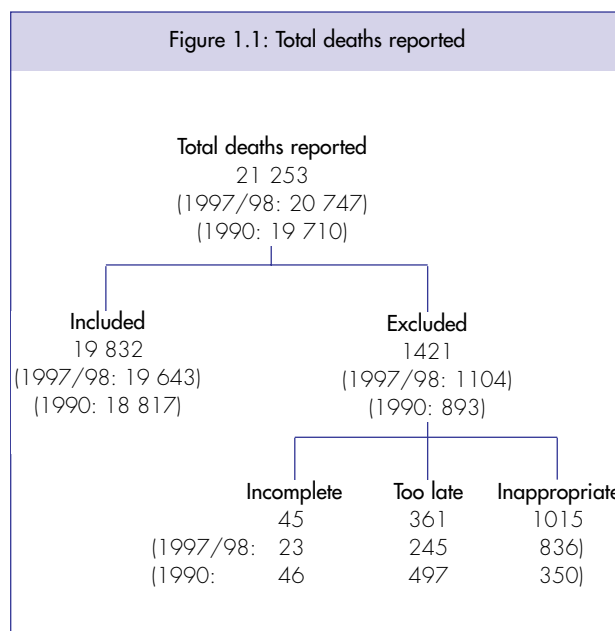 Figure 1.1: Total deaths reported
Total deaths reported
21 253
(1997/98: 20 747)
(1990: 19 710)
Included Excluded
19 832 1421
(1997/98: 19 643) (1997/98: 1104)
(1990: 18 817) (1990: 893)
Incomplete Too late Inappropriate
45 361 1015
(1997/98: 23 245 836)
(1990: 46 497 350)